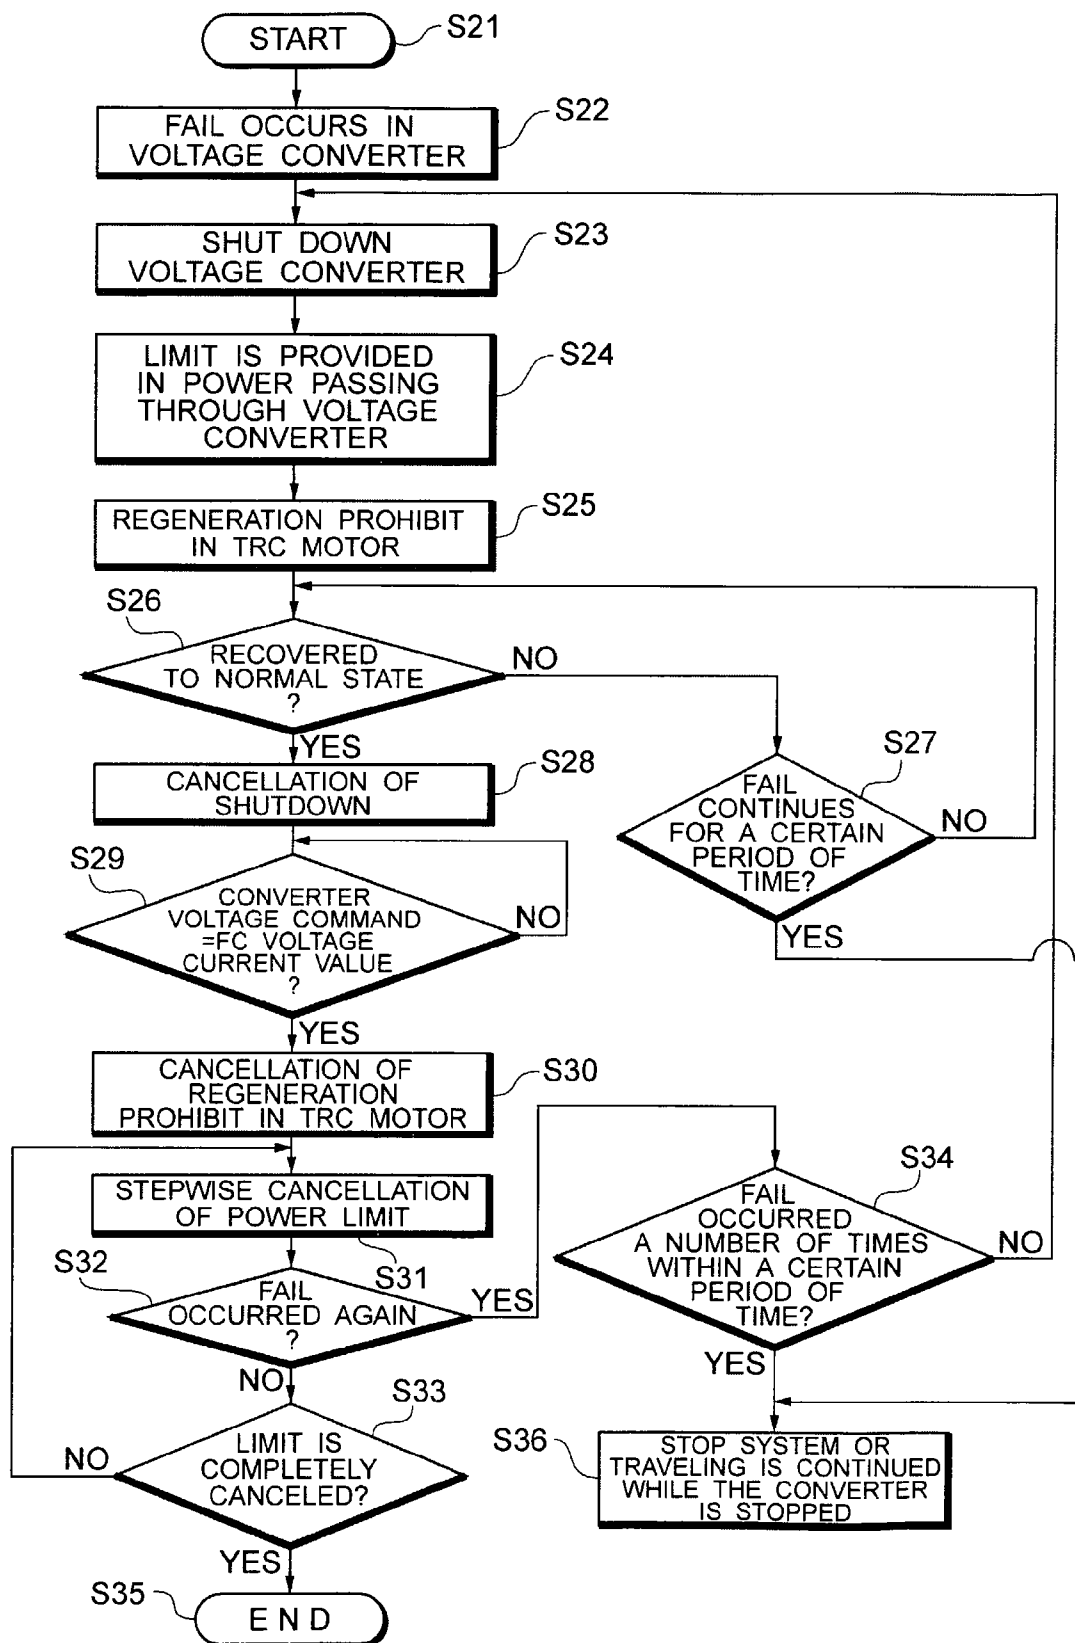 START
S21
FAIL OCCURS IN
VOLTAGE CONVERTER
S22
SHUT DOWN
VOLTAGE CONVERTER
S23
LIMIT IS PROVIDED
IN POWER PASSING
THROUGH VOLTAGE
CONVERTER
S24
REGENERATION PROHIBIT
IN TRC MOTOR
S25
S26
RECOVERED
TO NORMAL STATE
?
NO
YES
S27
FAIL
CONTINUES
FOR A CERTAIN
PERIOD OF
TIME?
NO
YES
CANCELLATION OF
SHUTDOWN
S28
S29
CONVERTER
VOLTAGE COMMAND
=FC VOLTAGE
CURRENT VALUE
?
NO
YES
CANCELLATION OF
REGENERATION
PROHIBIT IN TRC MOTOR
S30
STEPWISE CANCELLATION
OF POWER LIMIT
S31
S32
FAIL
OCCURRED AGAIN
?
YES
NO
S34
FAIL
OCCURRED
A NUMBER OF TIMES
WITHIN A CERTAIN
PERIOD OF
TIME?
NO
YES
S33
LIMIT IS
COMPLETELY
CANCELED?
NO
YES
S36
STOP SYSTEM OR
TRAVELING IS CONTINUED
WHILE THE CONVERTER
IS STOPPED
S35
END